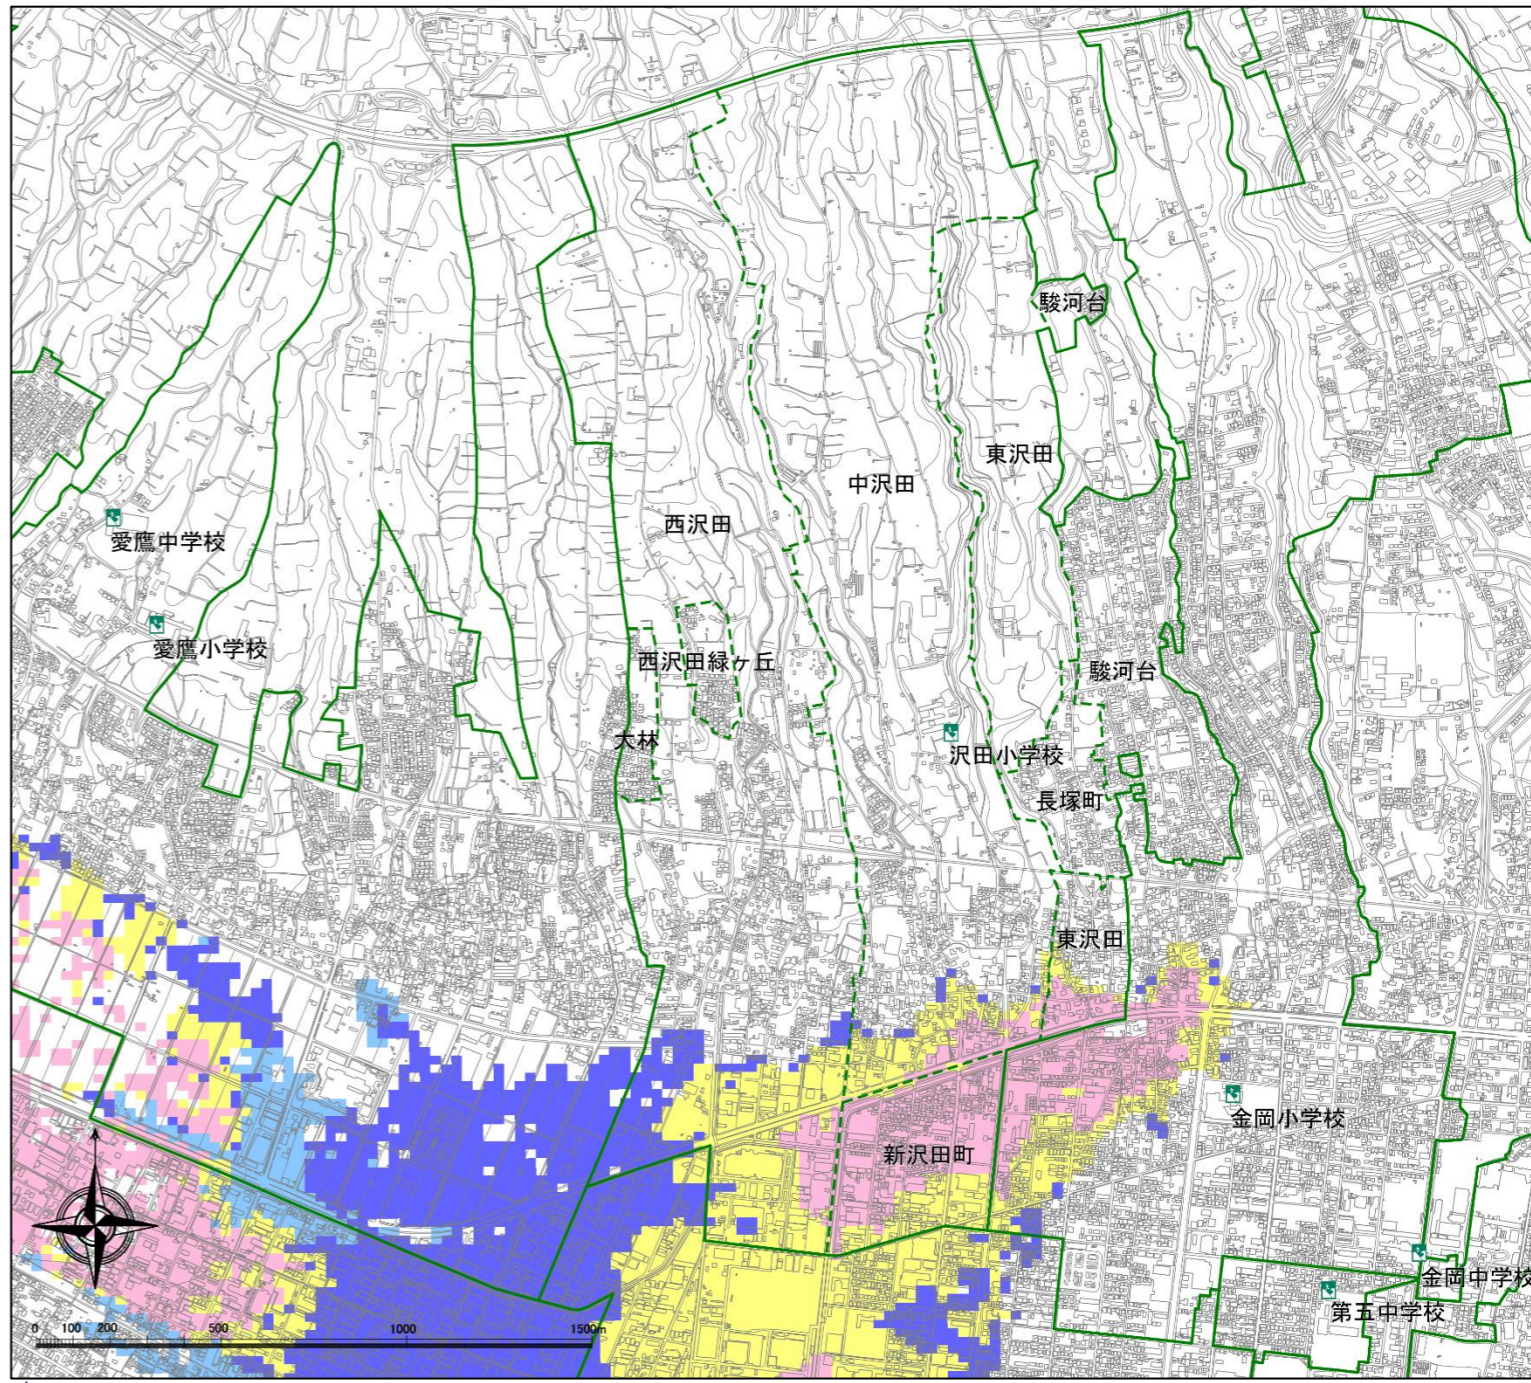 駿河台
東沢田
中沢田
西沢田
愛鷹中学校
愛鷹小学校
西沢田緑ヶ丘
駿河台
大林
沢田小学校
長塚町
東沢田
金岡小学校
新沢田町
金岡中学校
第五中学校
0 100 200 500 1000 1500m